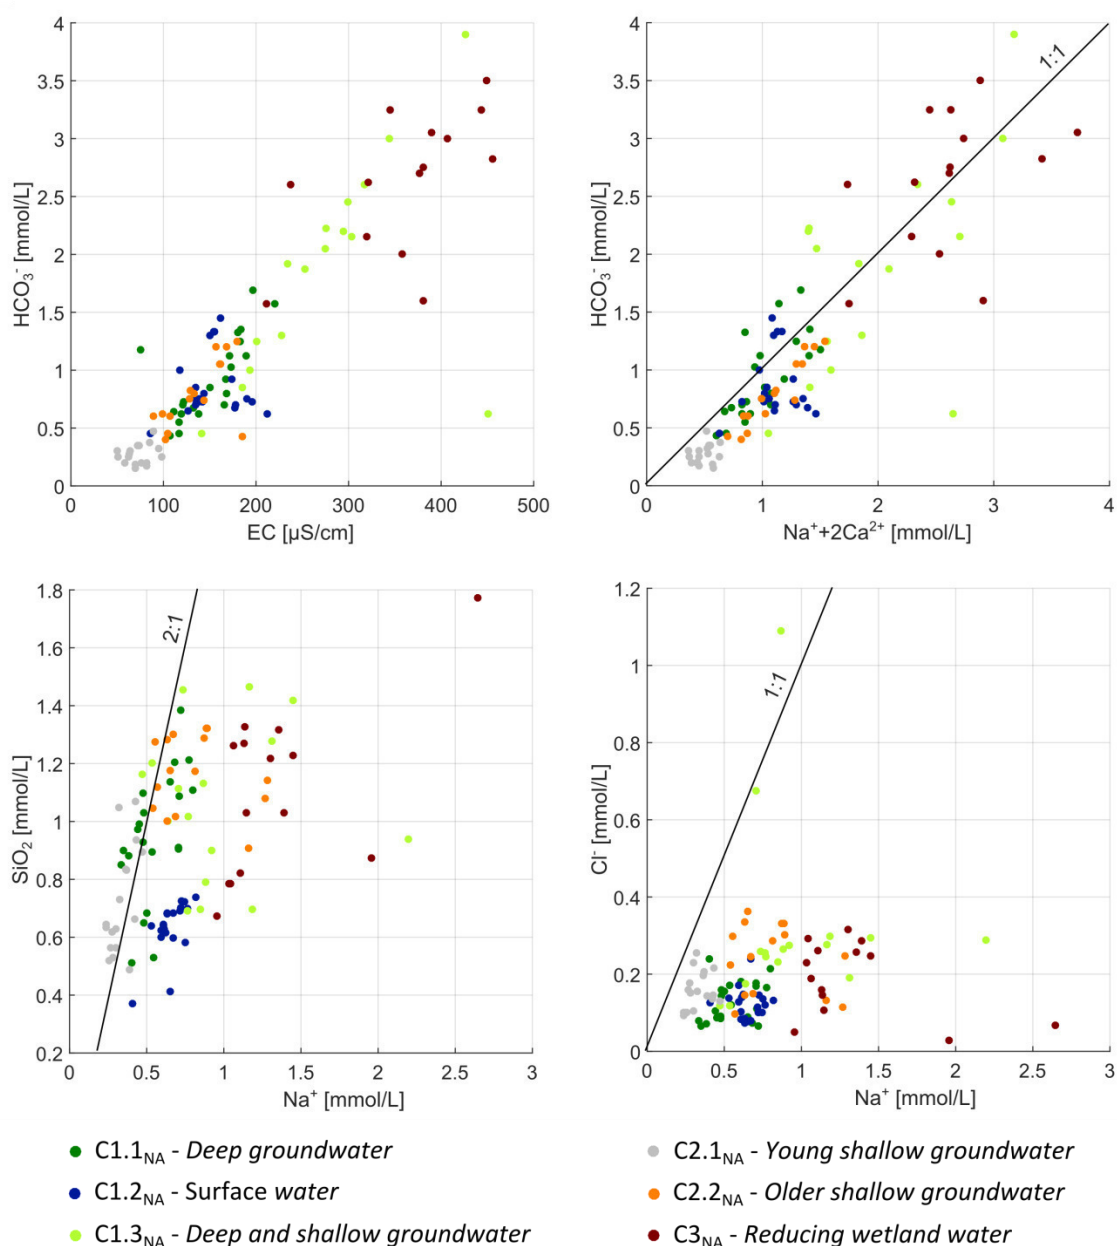 4
3.5
3
2.5
2
1.5
1
0.5
0
HCO₃⁻ [mmol/L]
100 200 300 400 500
EC [µS/cm]
4
3.5
3
2.5
2
1.5
1
0.5
0
HCO₃⁻ [mmol/L]
1:1
0 1 2 3 4
Na⁺+2Ca²⁺ [mmol/L]
1.8
1.6
1.4
1.2
1
0.8
0.6
0.4
0.2
SiO₂ [mmol/L]
2:1
0 0.5 1 1.5 2 2.5 3
Na⁺ [mmol/L]
1.2
1
0.8
0.6
0.4
0.2
0
Cl⁻ [mmol/L]
1:1
0 0.5 1 1.5 2 2.5 3
Na⁺ [mmol/L]
C1.1NA - Deep groundwater
C1.2NA - Surface water
C1.3NA - Deep and shallow groundwater
C2.1NA - Young shallow groundwater
C2.2NA - Older shallow groundwater
C3NA - Reducing wetland water